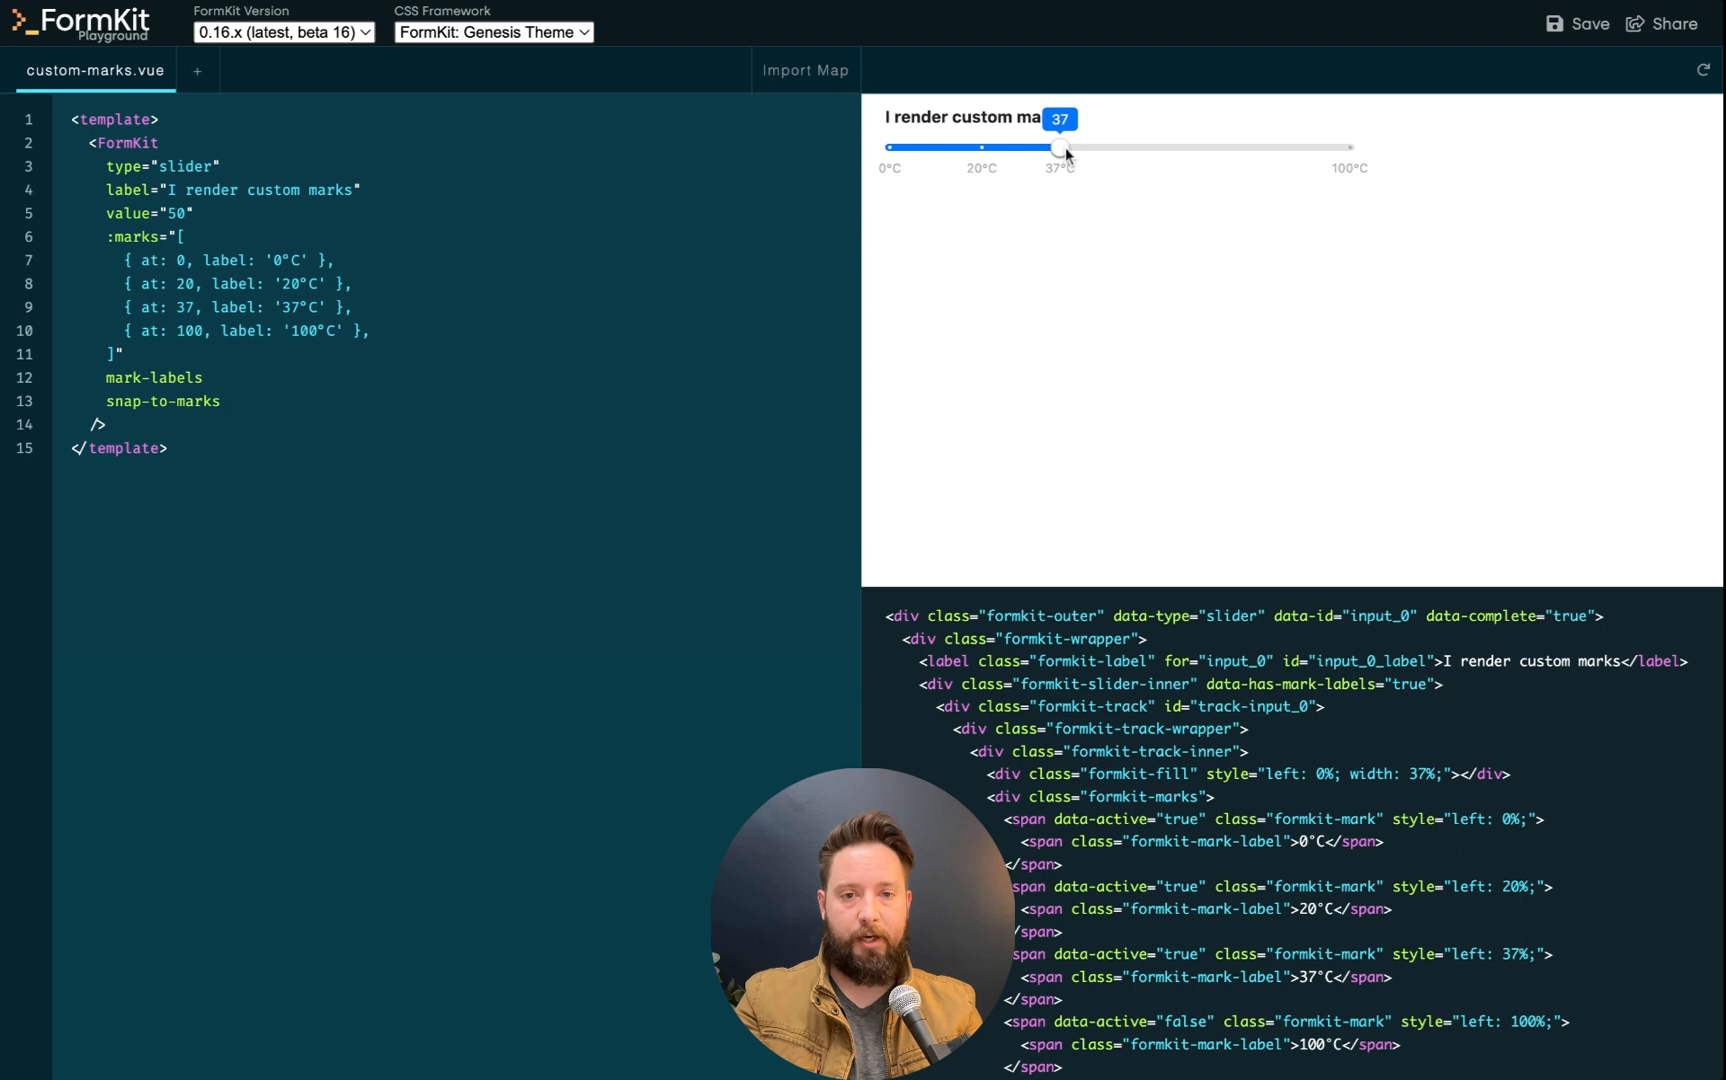 FormKit
Playground
FormKit Version
0.16.x (latest, beta 16)
CSS Framework
FormKit: Genesis Theme
Save
Share
custom-marks.vue
+
Import Map
1 <template>
2 <FormKit
3 type="slider"
4 label="I render custom marks"
5 value="50"
6 :marks="[
7 { at: 0, label: '0°C' },
8 { at: 20, label: '20°C' },
9 { at: 37, label: '37°C' },
10 { at: 100, label: '100°C' },
11 ]"
12 mark-labels
13 snap-to-marks
14 />
15 </template>
I render custom ma
37
0°C 20°C 37°C 100°C
<div class="formkit-outer" data-type="slider" data-id="input_0" data-complete="true">
<div class="formkit-wrapper">
<label class="formkit-label" for="input_0" id="input_0_label">I render custom marks</label>
<div class="formkit-slider-inner" data-has-mark-labels="true">
<div class="formkit-track" id="track-input_0">
<div class="formkit-track-wrapper">
<div class="formkit-track-inner">
<div class="formkit-fill" style="left: 0%; width: 37%;"></div>
<div class="formkit-marks">
<span data-active="true" class="formkit-mark" style="left: 0%;">
<span class="formkit-mark-label">0°C</span>
</span>
span data-active="true" class="formkit-mark" style="left: 20%;">
<span class="formkit-mark-label">20°C</span>
/span>
span data-active="true" class="formkit-mark" style="left: 37%;">
<span class="formkit-mark-label">37°C</span>
</span>
<span data-active="false" class="formkit-mark" style="left: 100%;">
<span class="formkit-mark-label">100°C</span>
</span>